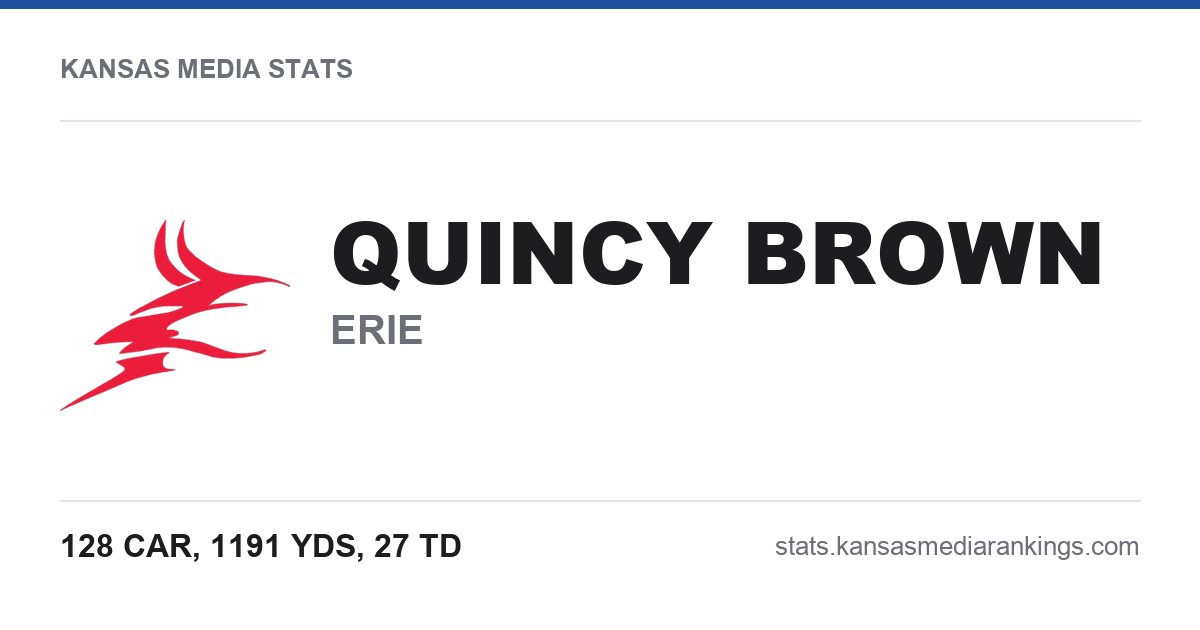 KANSAS MEDIA STATS
QUINCY BROWN
ERIE
128 CAR, 1191 YDS, 27 TD
stats.kansasmediarankings.com